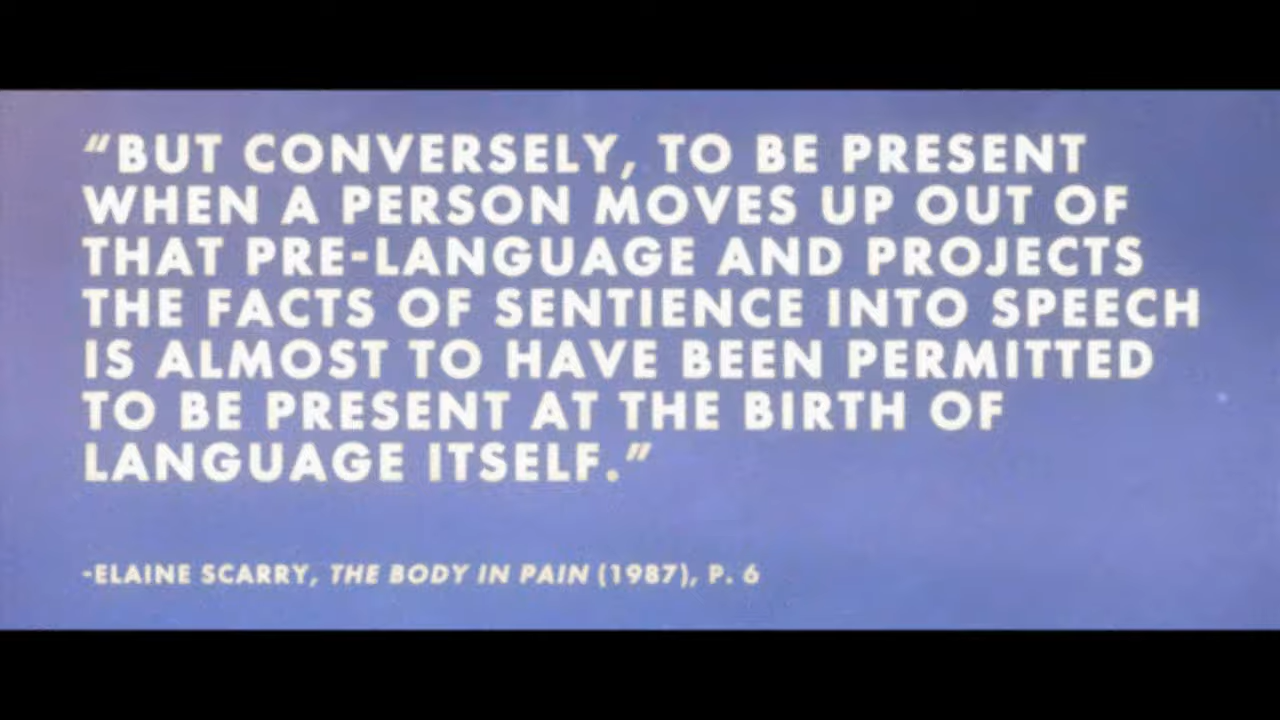 “BUT CONVERSELY, TO BE PRESENT
WHEN A PERSON MOVES UP OUT OF
THAT PRE-LANGUAGE AND PROJECTS
THE FACTS OF SENTIENCE INTO SPEECH
IS ALMOST TO HAVE BEEN PERMITTED
TO BE PRESENT AT THE BIRTH OF
LANGUAGE ITSELF.”
-ELAINE SCARRY, THE BODY IN PAIN (1987), P. 6